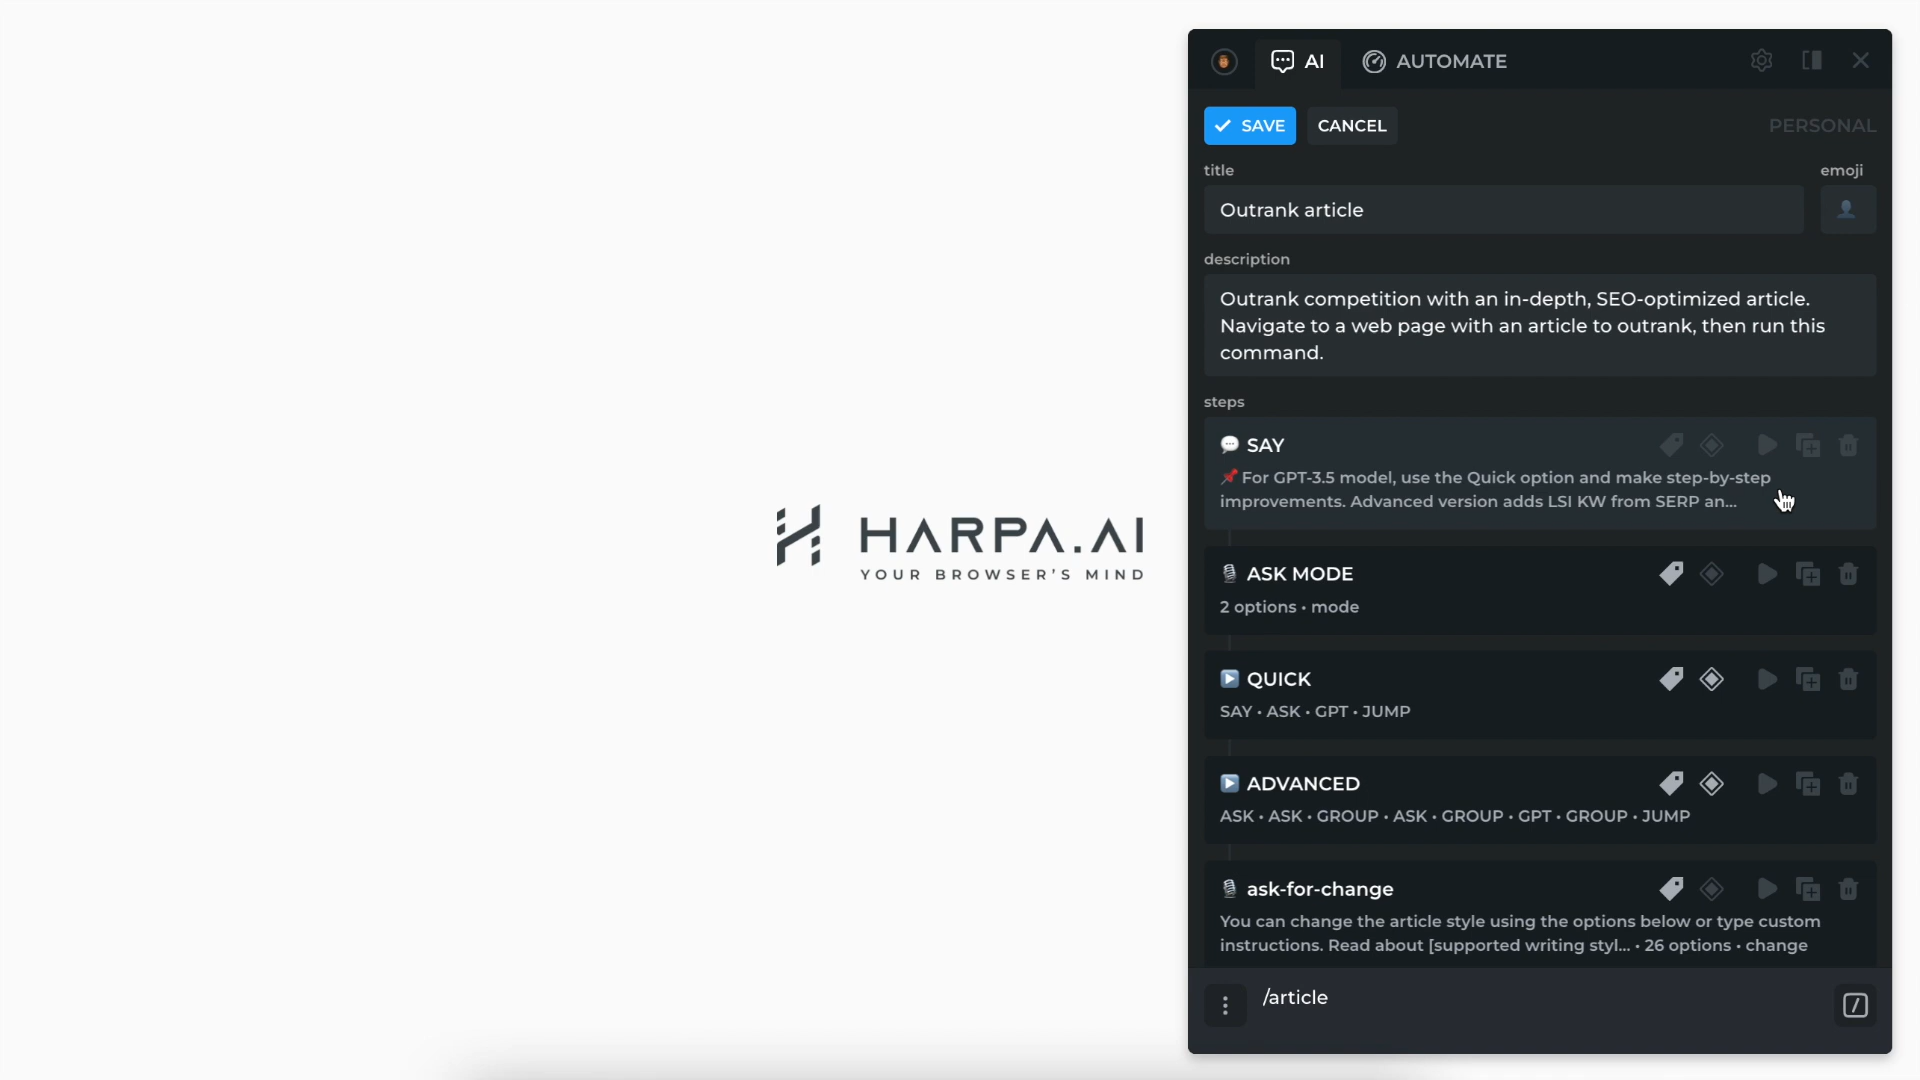 AI
AUTOMATE
SAVE
CANCEL
PERSONAL
title
emoji
Outrank article
description
Outrank competition with an in-depth, SEO-optimized article.
Navigate to a web page with an article to outrank, then run this
command.
steps
SAY
For GPT-3.5 model, use the Quick option and make step-by-step
improvements. Advanced version adds LSI KW from SERP an...
ASK MODE
2 options • mode
QUICK
SAY • ASK • GPT • JUMP
ADVANCED
ASK • ASK • GROUP • ASK • GROUP • GPT • GROUP • JUMP
ask-for-change
You can change the article style using the options below or type custom
instructions. Read about [supported writing styl... • 26 options • change
/article
HARPA.AI
YOUR BROWSER'S MIND